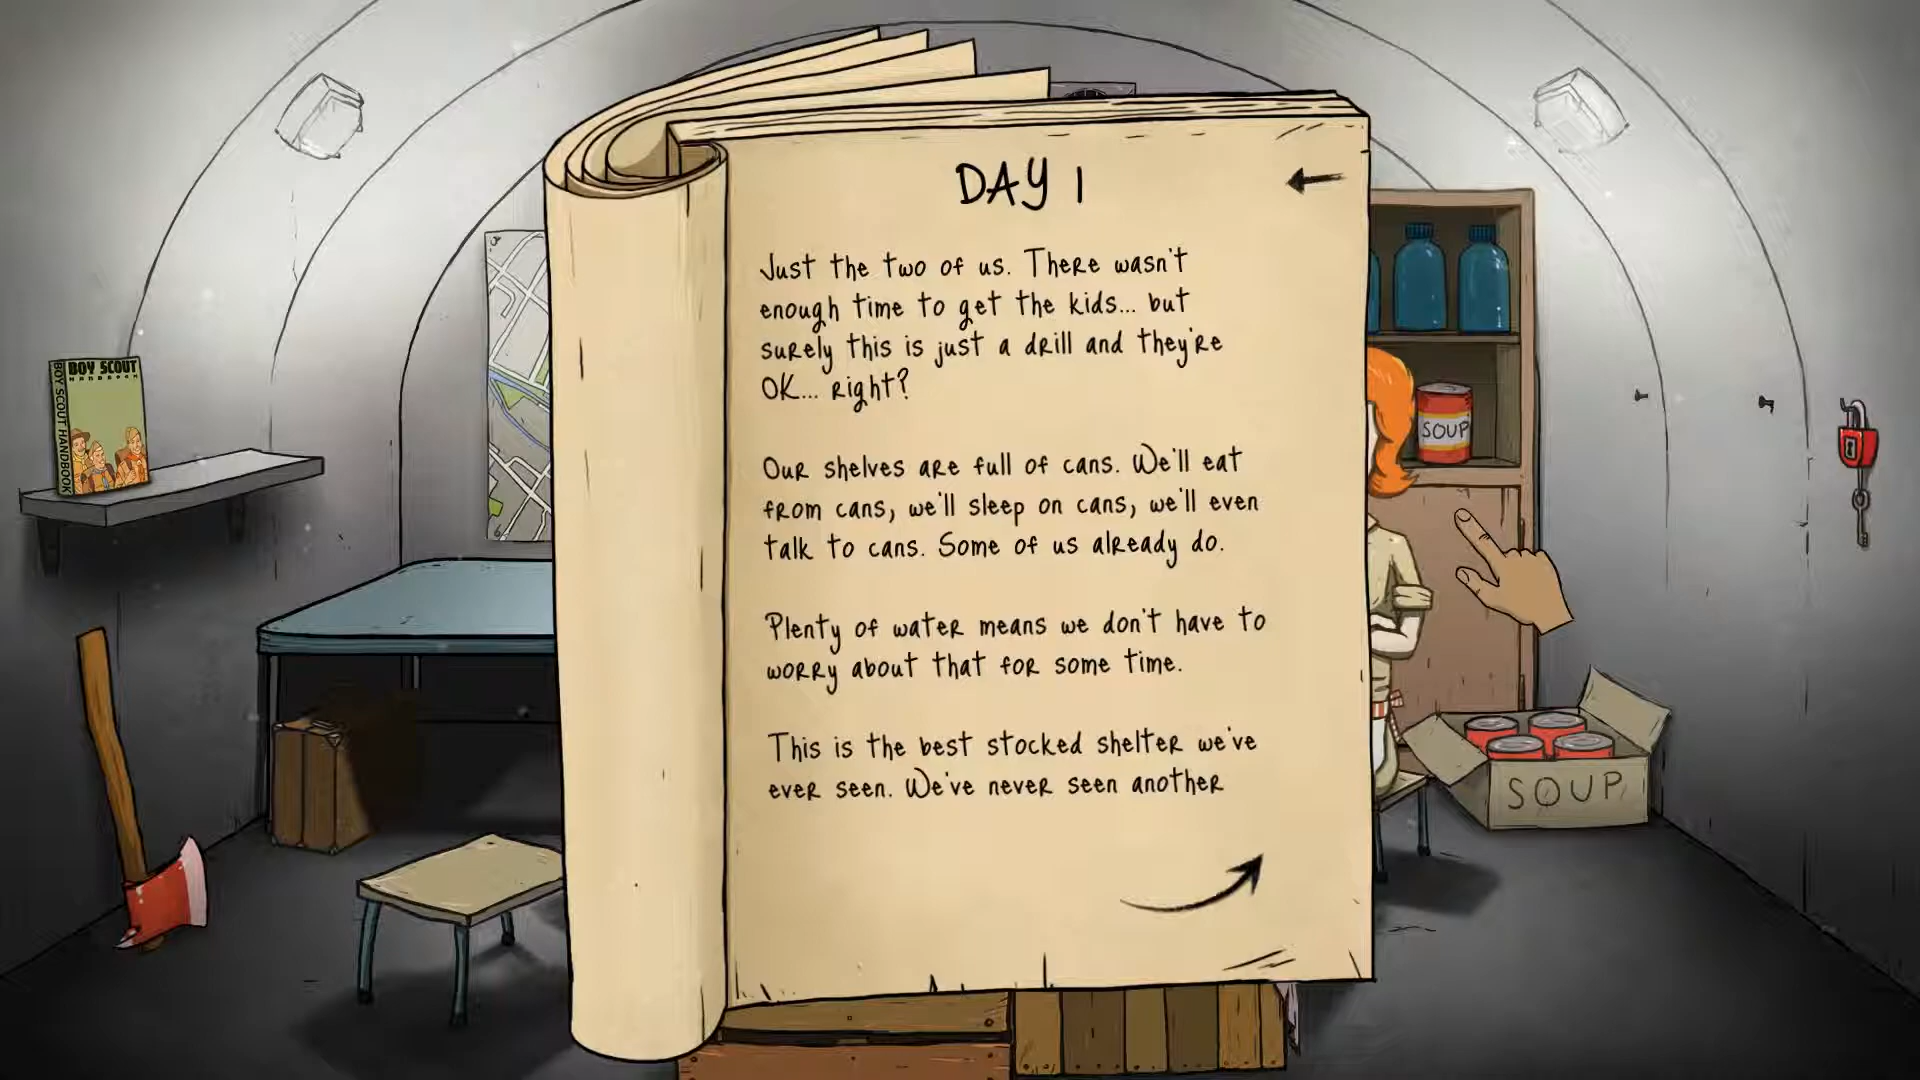 DAY 1
Just the two of us. There wasn't
enough time to get the kids... but
surely this is just a drill and they're
OK... right?
Our shelves are full of cans. We'll eat
from cans, we'll sleep on cans, we'll even
talk to cans. Some of us already do.
Plenty of water means we don't have to
worry about that for some time.
This is the best stocked shelter we've
ever seen. We've never seen another
BOY SCOUT
HANDBOOK
BOY SCOUT HANDBOOK
SOUP
SOUP